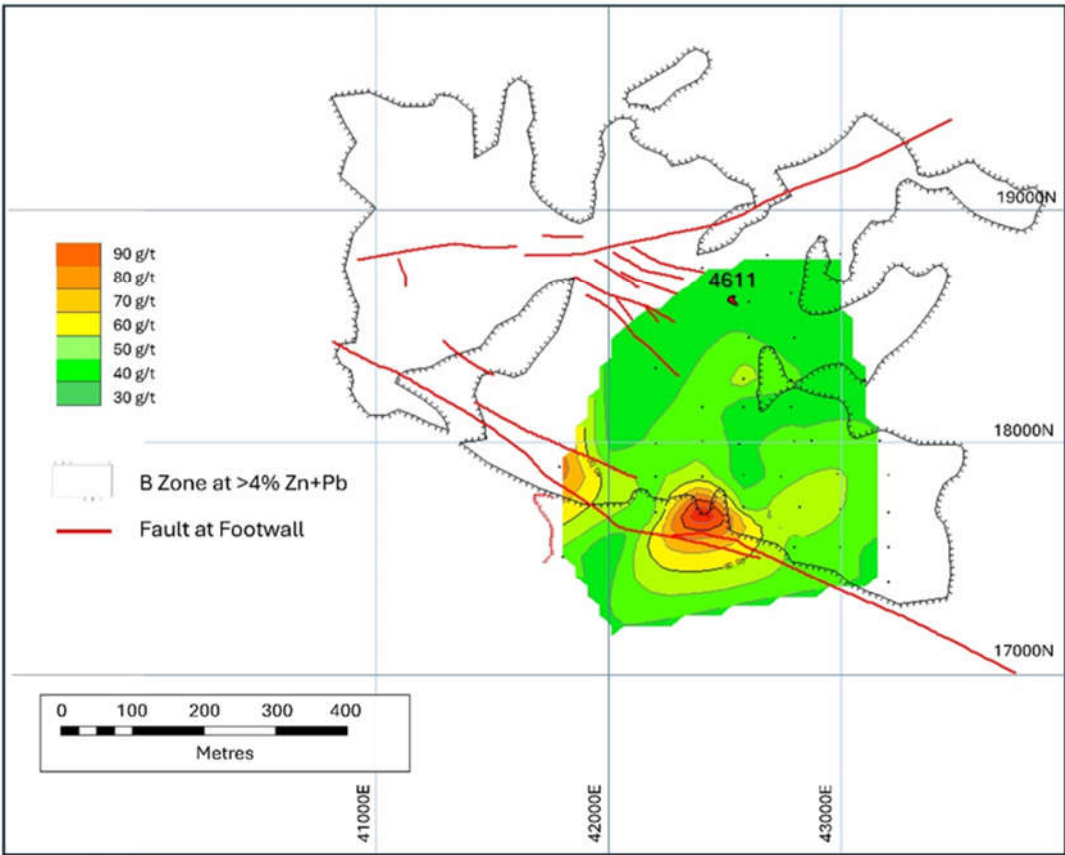 19000N
4611
90 g/t
80 g/t
70 g/t
60 g/t
50 g/t
40 g/t
30 g/t
18000N
B Zone at >4% Zn+Pb
Fault at Footwall
17000N
0 100 200 300 400
Metres
41000E
42000E
43000E